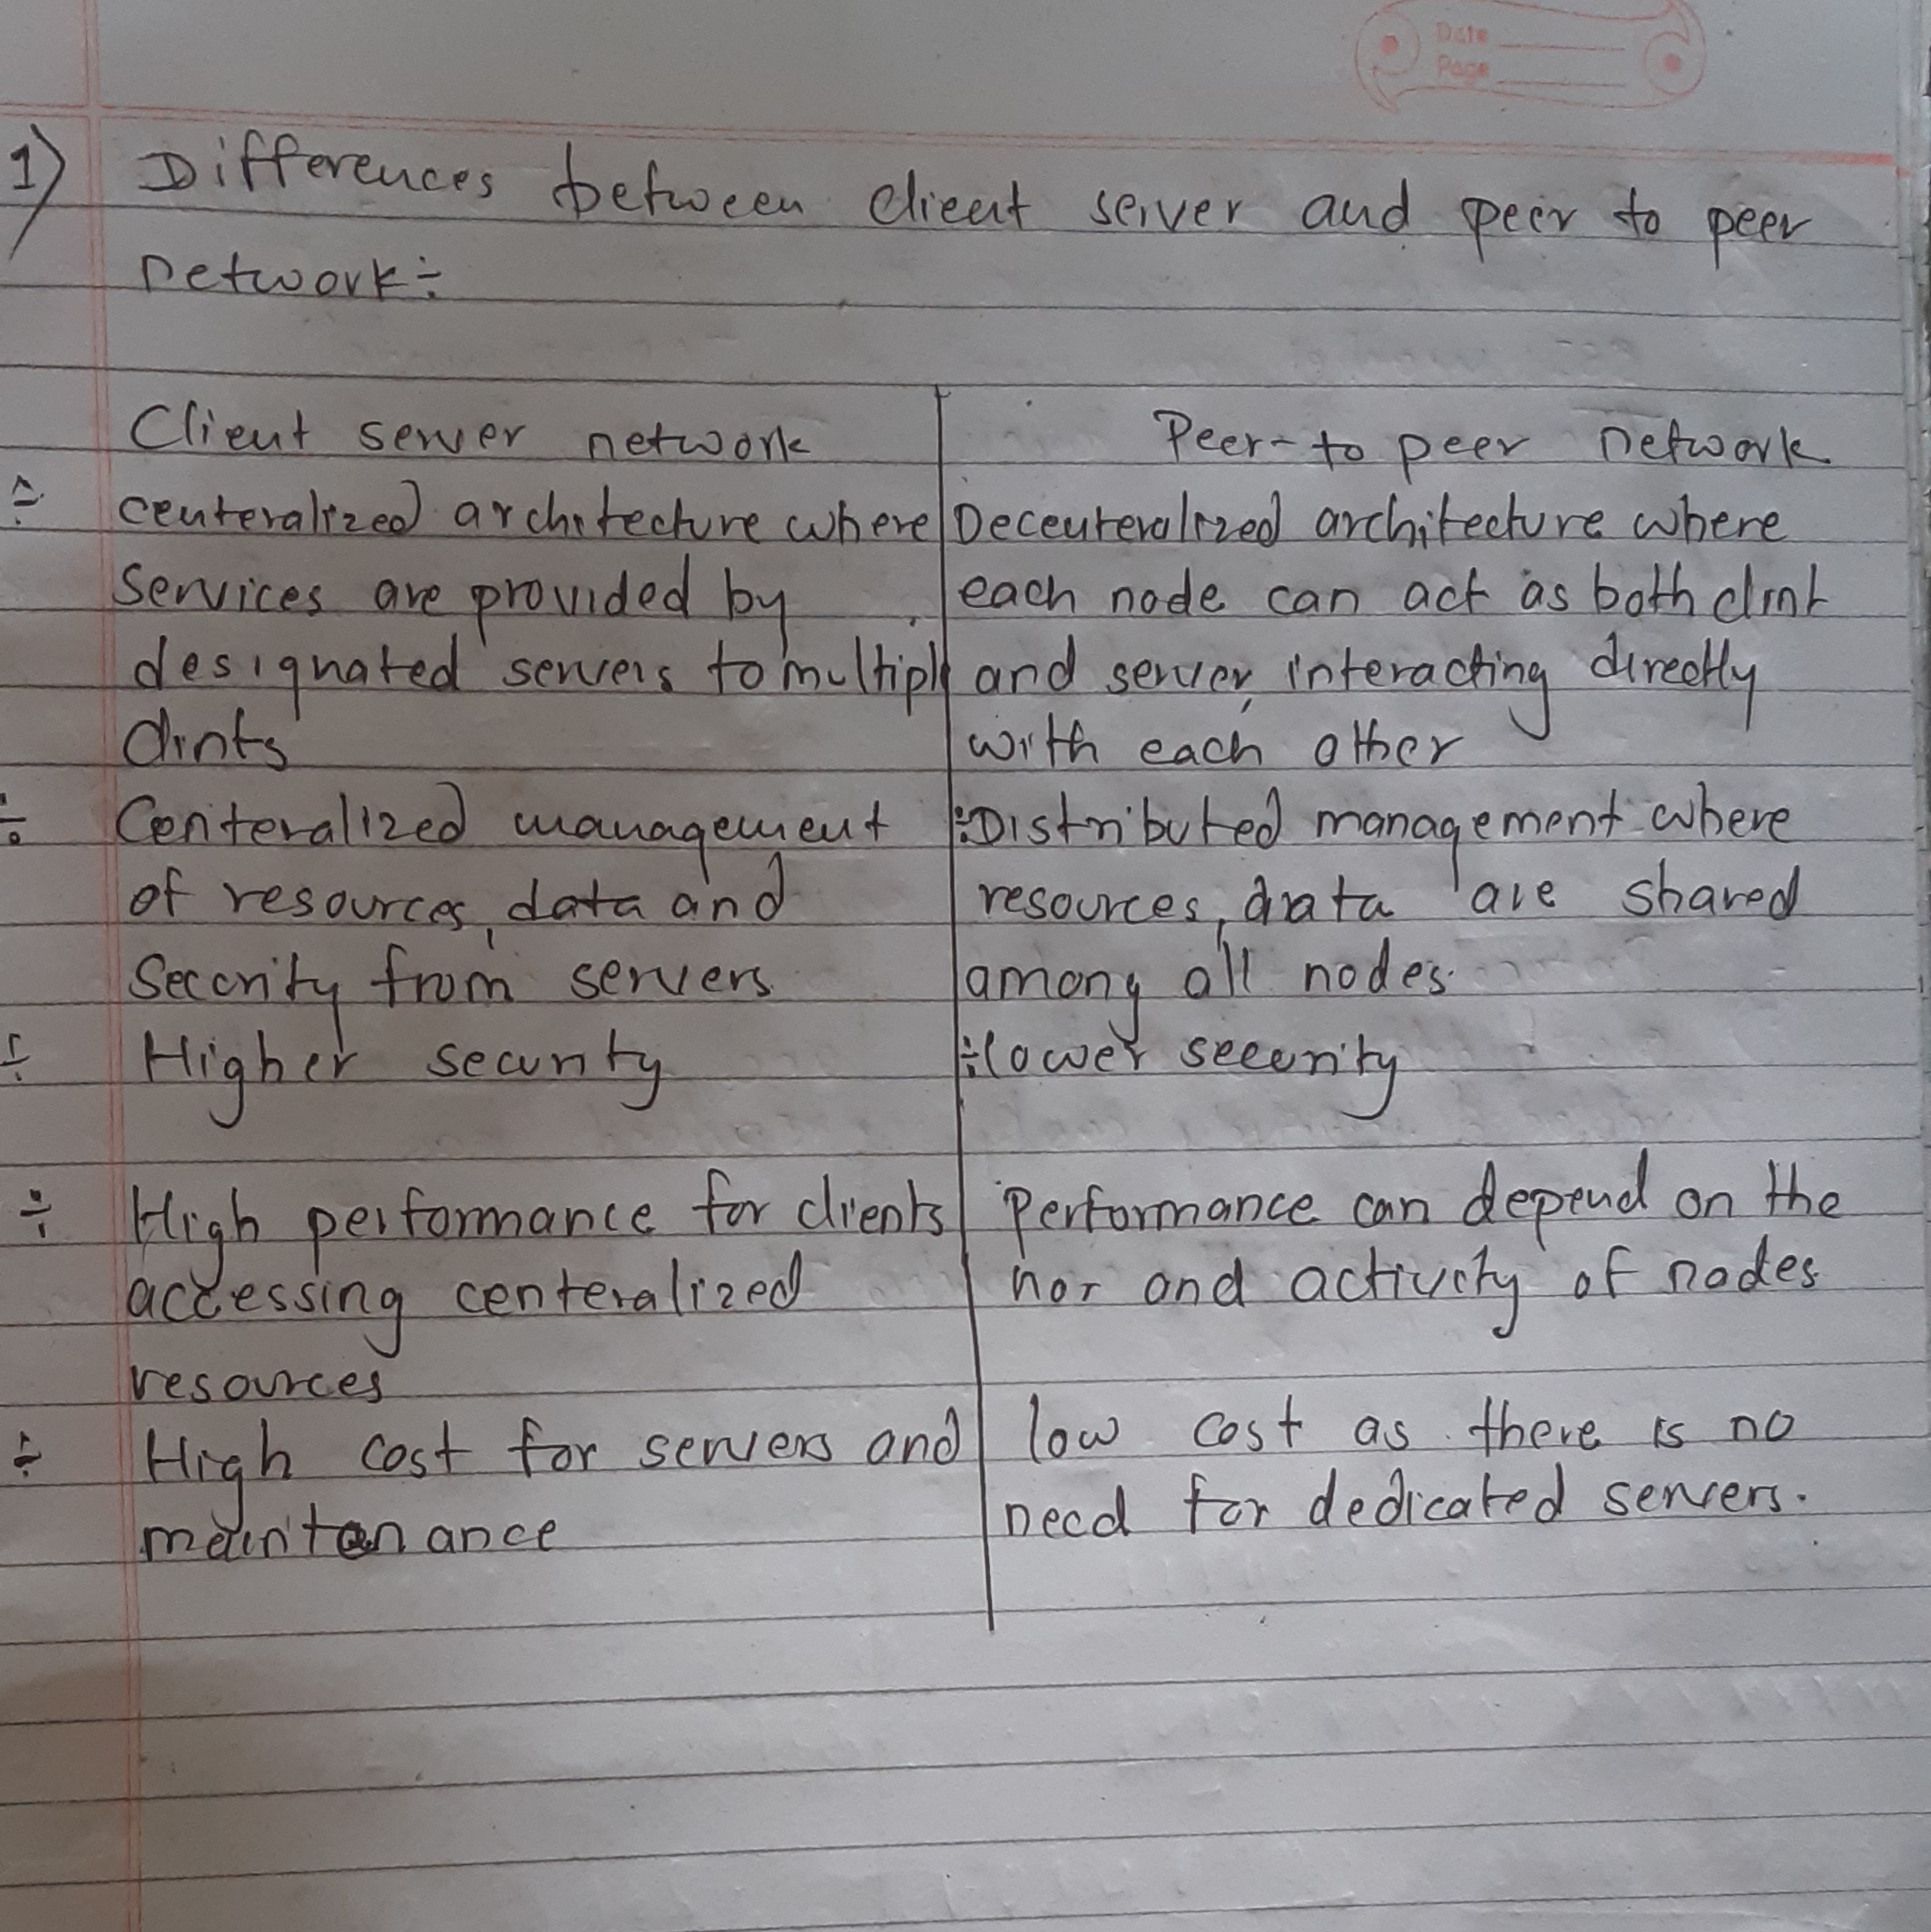 Date
Page
1) Differences between client server and peer to peer
network÷
Client server network
÷ centeralized architecture where
services are provided by
designated servers to multiple
clints
÷ Centeralized management
of resources, data and
Security from servers
÷ Higher security
÷ High performance for clients
accessing centeralized
resources
÷ High cost for servers and
maintenance
Peer-to peer network
Decenteralized architecture where
each node can act as both clint
and server, interacting directly
with each other
÷Distributed management where
resources, data are shared
among all nodes.
÷lower security
Performance can depend on the
and activity of nodes
low cost as there is no
need for dedicated servers.